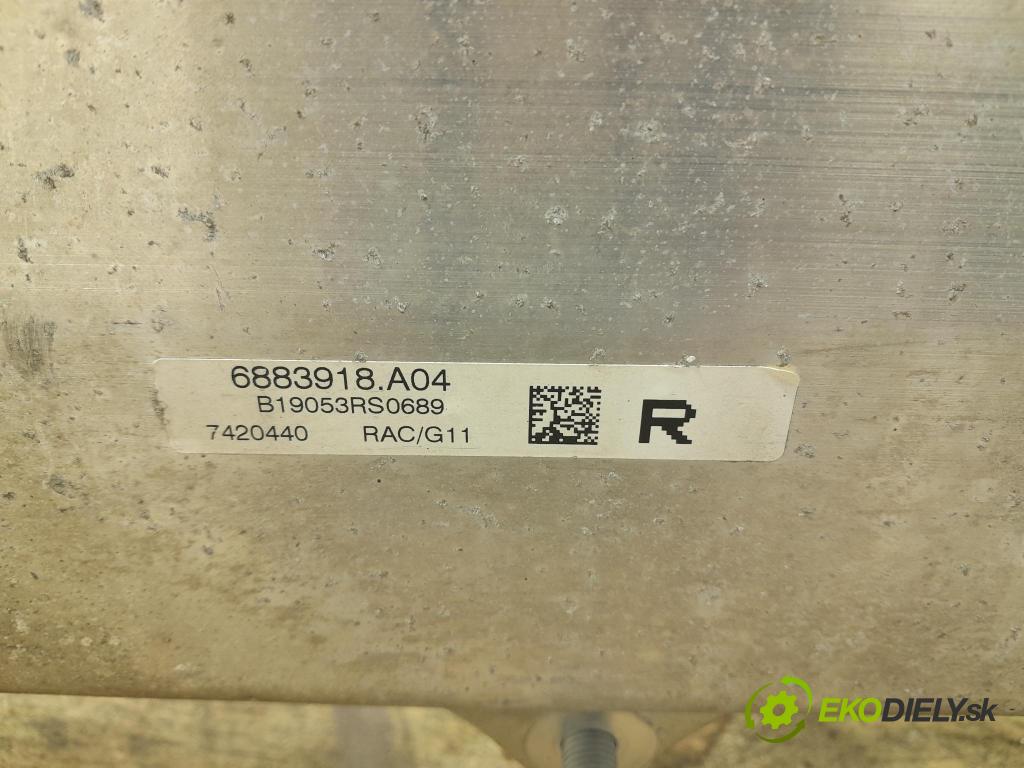 6883918.A04
B19053RS0689
7420440 RAC/G11
R
EKODIELY.sk